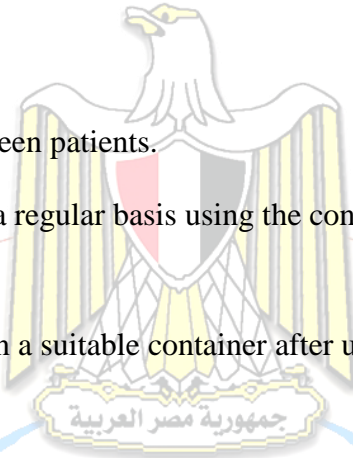 een patients.
a regular basis using the con
n a suitable container after u
جمهورية مصر العربية